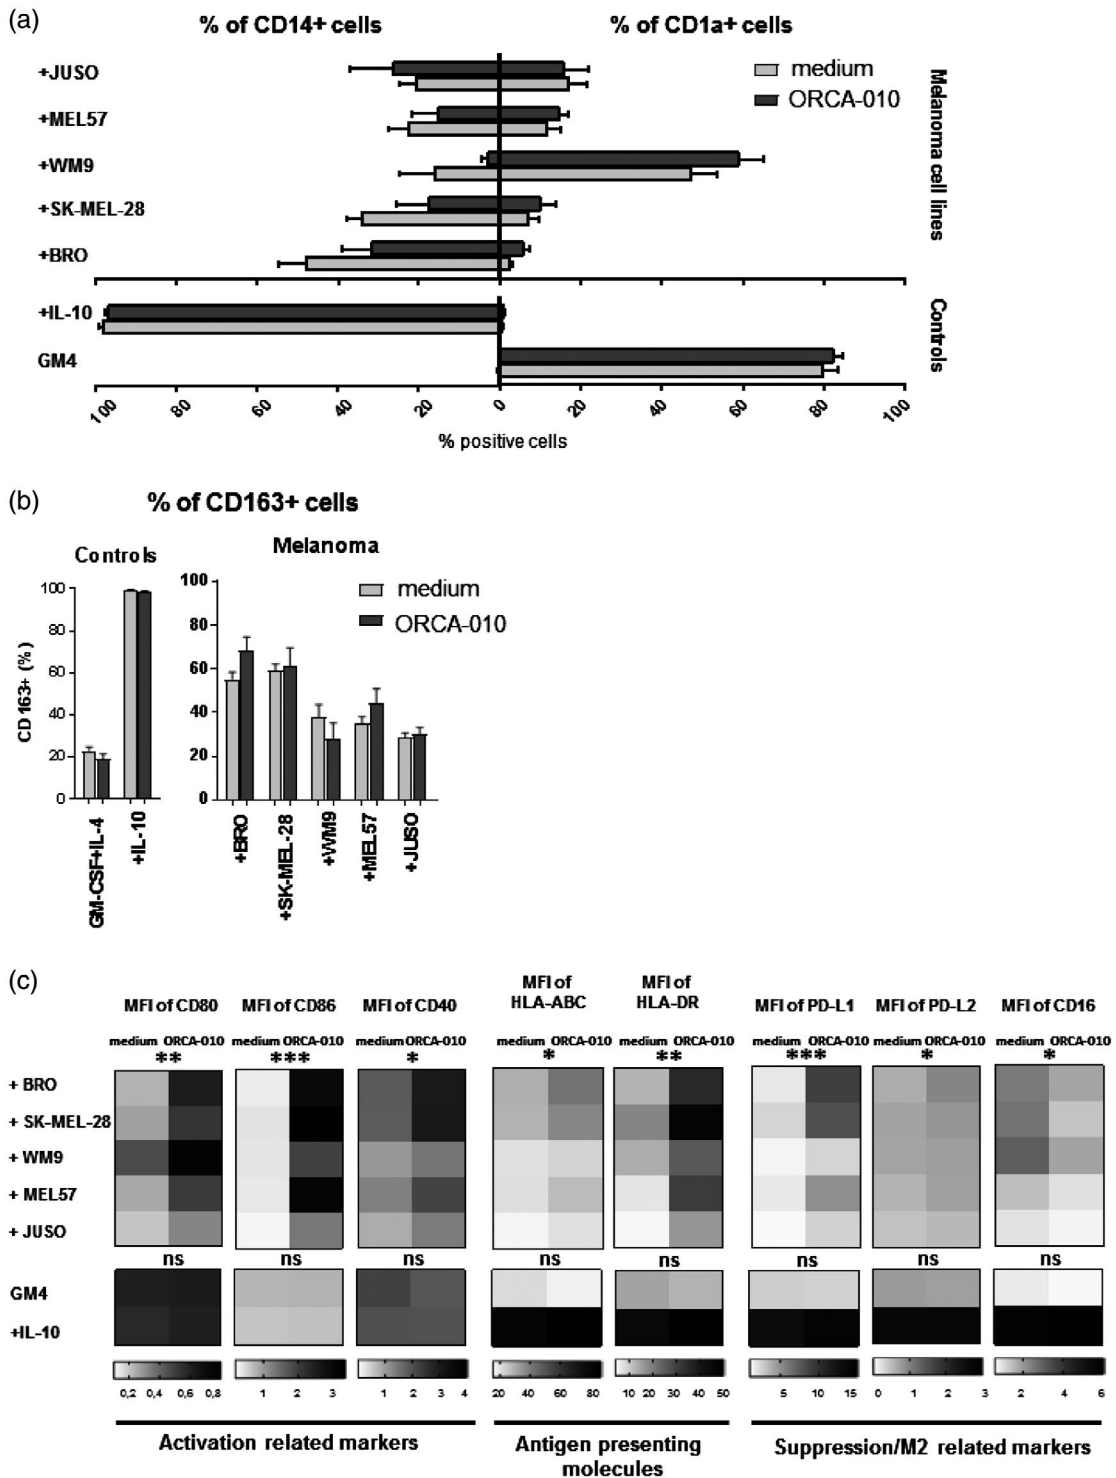 (a)
% of CD14+ cells
% of CD1a+ cells
medium
ORCA-010
+JUSO
+MEL57
+WM9
+SK-MEL-28
+BRO
Melanoma cell lines
+IL-10
GM4
Controls
100 80 60 40 20 0 20 40 60 80 100
% positive cells
(b)
% of CD163+ cells
Controls
Melanoma
medium
ORCA-010
CD163+ (%)
100
80
60
40
20
0
100
80
60
40
20
0
GM-CSF+IL-4
+IL-10
+BRO
+SK-MEL-28
+WM9
+MEL57
+JUSO
(c)
MFI of CD80
MFI of CD86
MFI of CD40
MFI of
HLA-ABC
MFI of
HLA-DR
MFI of PD-L1
MFI of PD-L2
MFI of CD16
medium ORCA-010 medium ORCA-010 medium ORCA-010 medium ORCA-010 medium ORCA-010 medium ORCA-010 medium ORCA-010 medium ORCA-010
** *** * * ** *** * *
+ BRO
+ SK-MEL-28
+ WM9
+ MEL57
+ JUSO
ns ns ns ns ns ns ns ns
GM4
+IL-10
0,2 0,4 0,6 0,8
1 2 3
1 2 3 4
20 40 60 80
10 20 30 40 50
5 10 15
0 1 2 3
2 4 6
Activation related markers
Antigen presenting
molecules
Suppression/M2 related markers